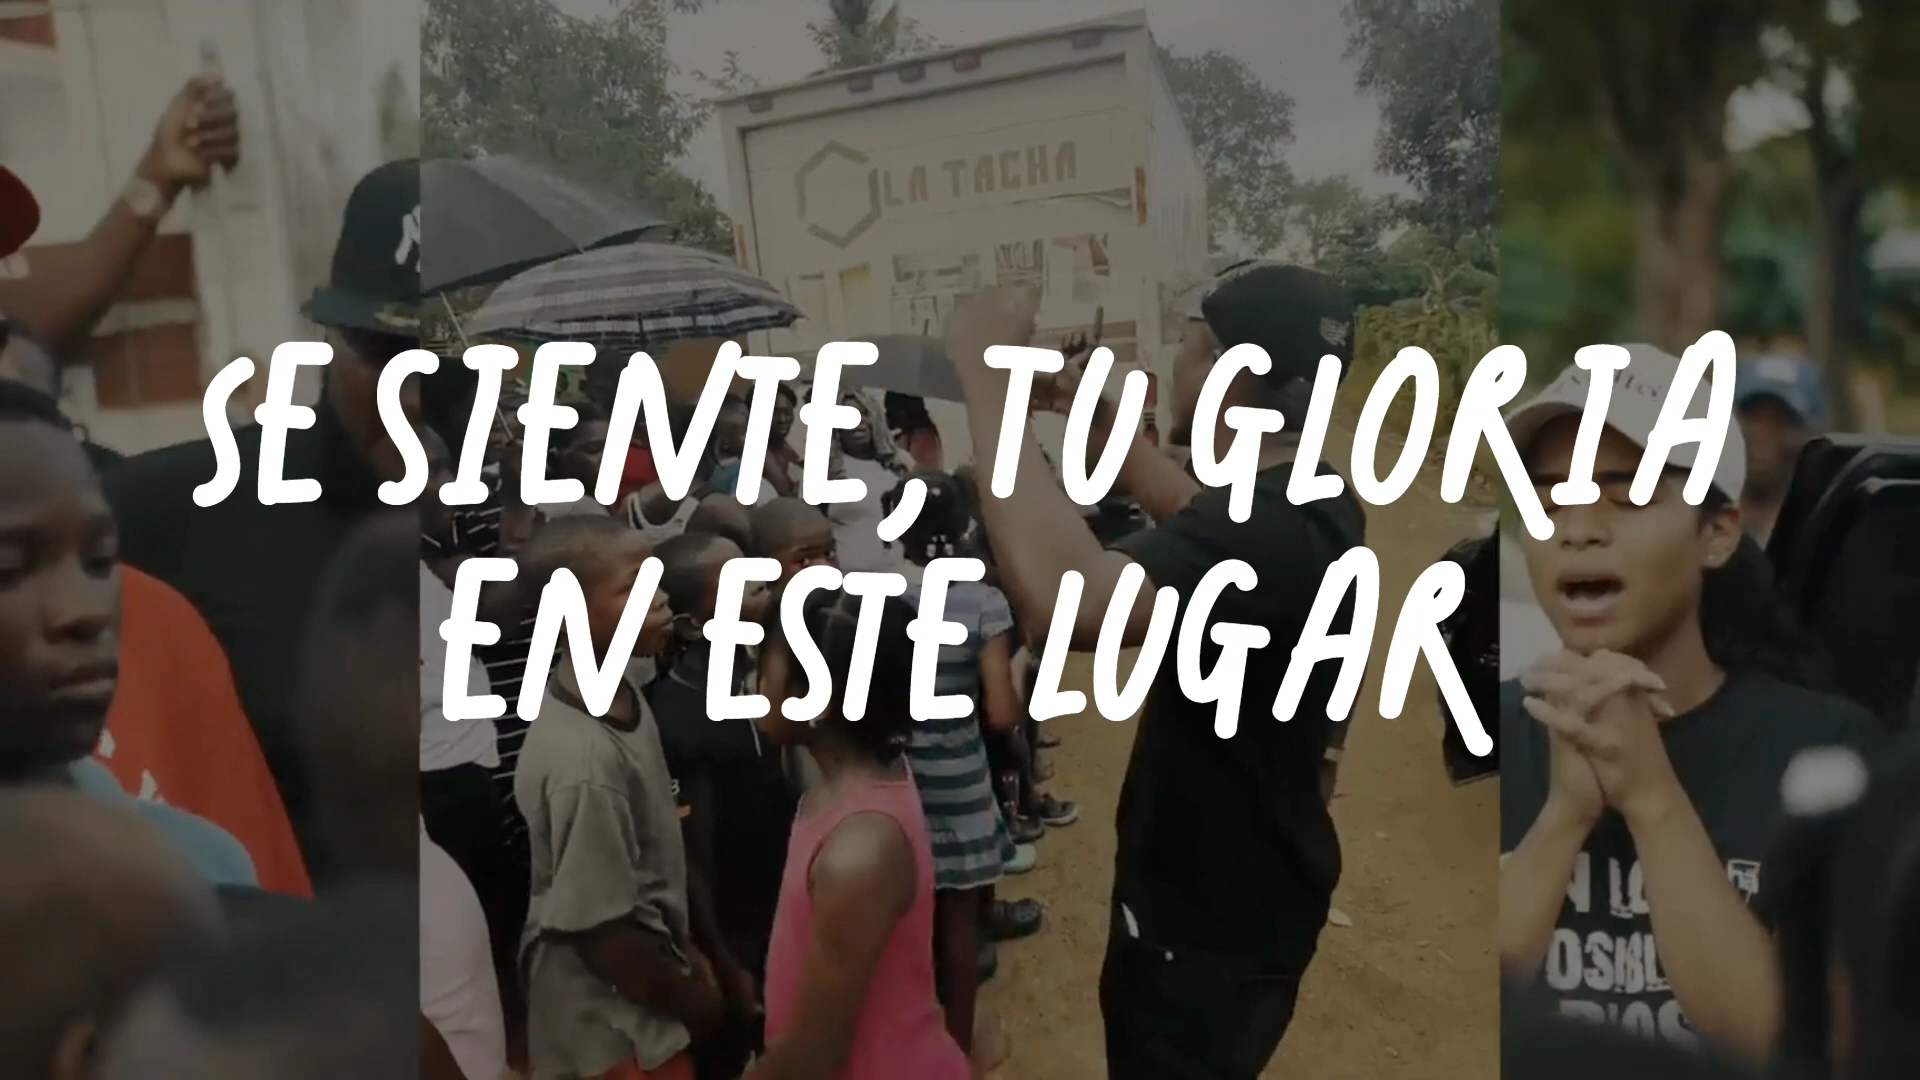 LA TACHA
SE SIENTE, TU GLORIA
EN ESTE LUGAR